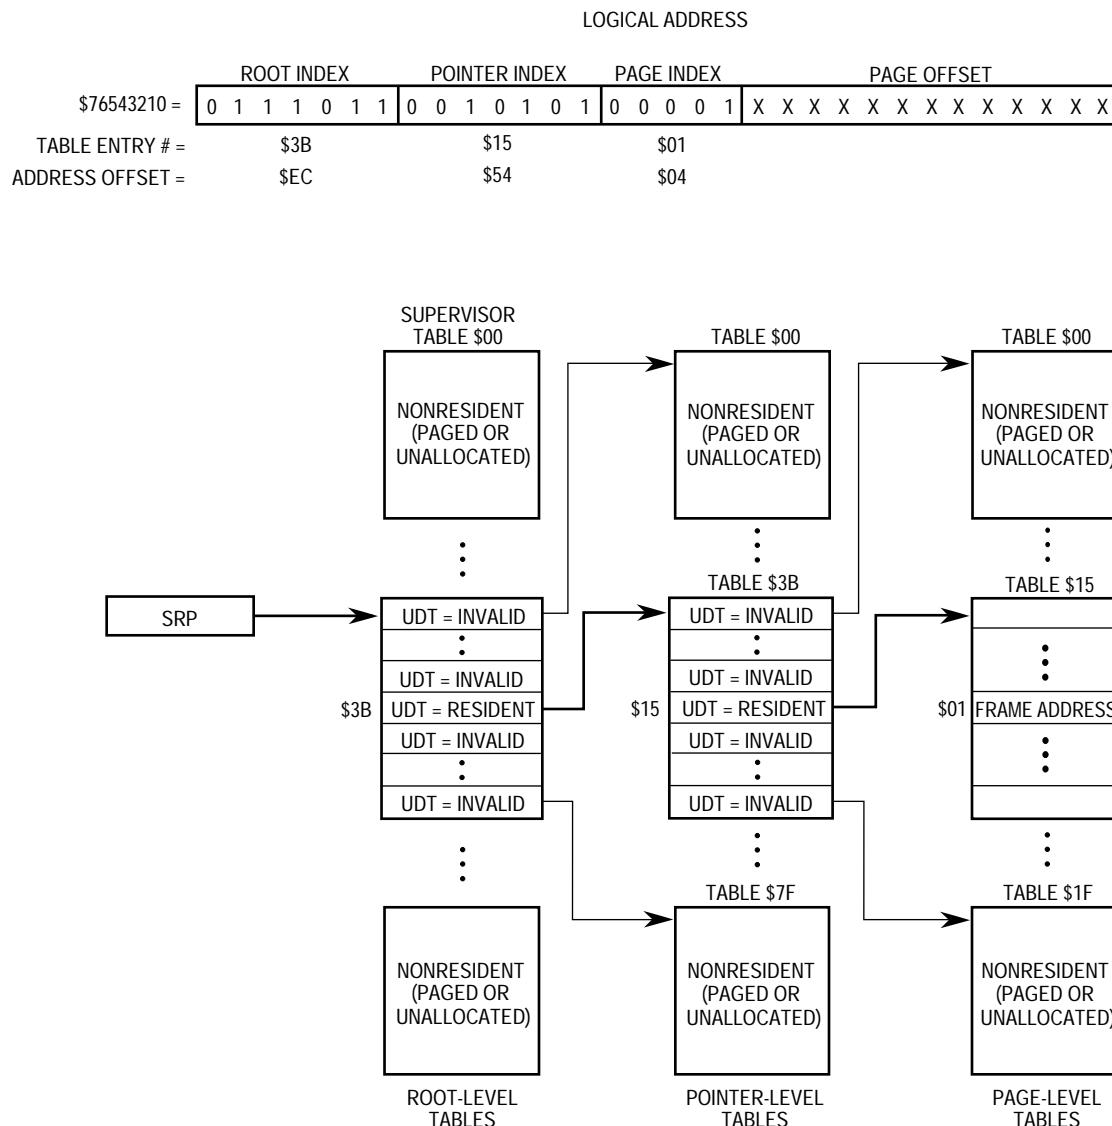 LOGICAL ADDRESS
ROOT INDEX POINTER INDEX PAGE INDEX PAGE OFFSET
$76543210 = 0 1 1 1 0 1 1 0 0 1 0 1 0 1 0 0 0 0 1 X X X X X X X X X X X X X
TABLE ENTRY # = $3B $15 $01
ADDRESS OFFSET = $EC $54 $04
SUPERVISOR
TABLE $00 TABLE $00 TABLE $00
NONRESIDENT NONRESIDENT NONRESIDENT
(PAGED OR (PAGED OR (PAGED OR
UNALLOCATED) UNALLOCATED) UNALLOCATED)
TABLE $3B TABLE $15
SRP UDT = INVALID UDT = INVALID
UDT = INVALID UDT = INVALID
$3B UDT = RESIDENT $15 UDT = RESIDENT $01 FRAME ADDRESS
UDT = INVALID UDT = INVALID
UDT = INVALID UDT = INVALID
TABLE $7F TABLE $1F
NONRESIDENT NONRESIDENT NONRESIDENT
(PAGED OR (PAGED OR (PAGED OR
UNALLOCATED) UNALLOCATED) UNALLOCATED)
ROOT-LEVEL POINTER-LEVEL PAGE-LEVEL
TABLES TABLES TABLES